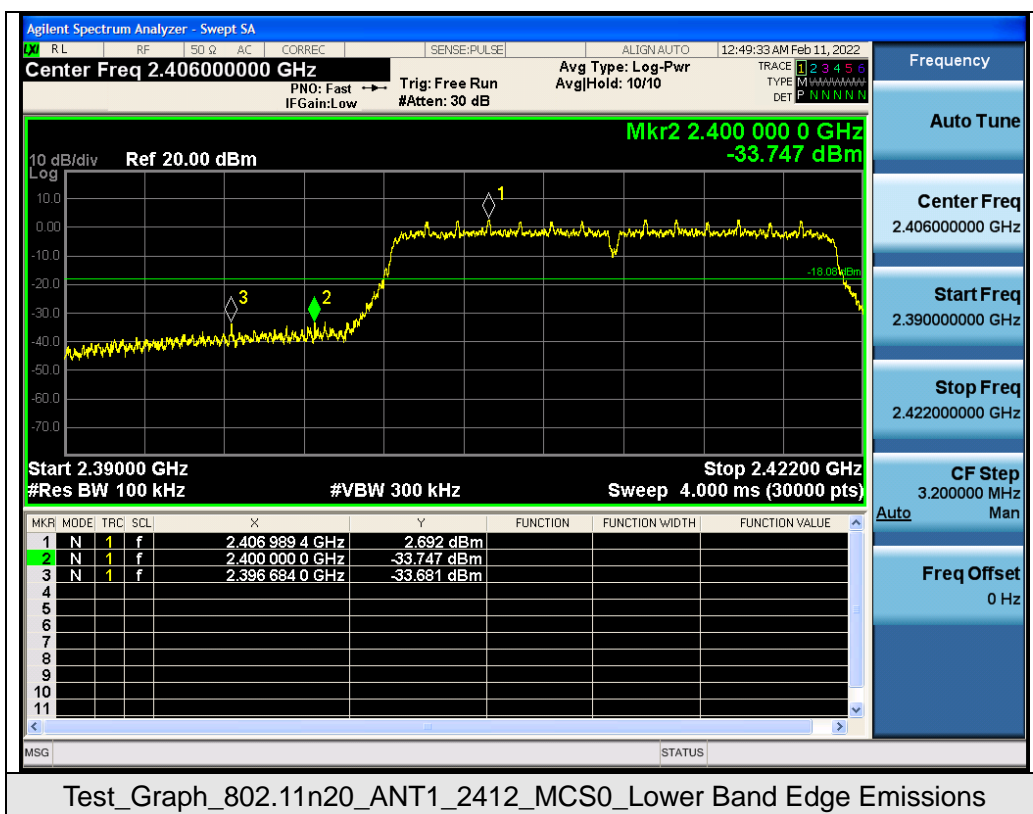 Agilent Spectrum Analyzer - Swept SA
LXI RL RF 50 Ω AC CORREC SENSE:PULSE ALIGN AUTO 12:49:33 AM Feb 11, 2022
Center Freq 2.406000000 GHz
PNO: Fast
IFGain:Low
Trig: Free Run
#Atten: 30 dB
Avg Type: Log-Pwr
Avg|Hold: 10/10
TRACE 1 2 3 4 5 6
TYPE MWWWWW
DET P N N N N N
Mkr2 2.400 000 0 GHz
-33.747 dBm
10 dB/div Ref 20.00 dBm
Log
10.0
0.00
-10.0
-20.0
-30.0
-40.0
-50.0
-60.0
-70.0
1
2
3
-18.08 dBm
Start 2.39000 GHz Stop 2.42200 GHz
#Res BW 100 kHz #VBW 300 kHz Sweep 4.000 ms (30000 pts)
MKR MODE TRC SCL X Y FUNCTION FUNCTION WIDTH FUNCTION VALUE
1 N 1 f 2.406 989 4 GHz 2.692 dBm
2 N 1 f 2.400 000 0 GHz -33.747 dBm
3 N 1 f 2.396 684 0 GHz -33.681 dBm
4
5
6
7
8
9
10
11
MSG STATUS
Frequency
Auto Tune
Center Freq
2.406000000 GHz
Start Freq
2.390000000 GHz
Stop Freq
2.422000000 GHz
CF Step
3.200000 MHz
Auto Man
Freq Offset
0 Hz
Test_Graph_802.11n20_ANT1_2412_MCS0_Lower Band Edge Emissions